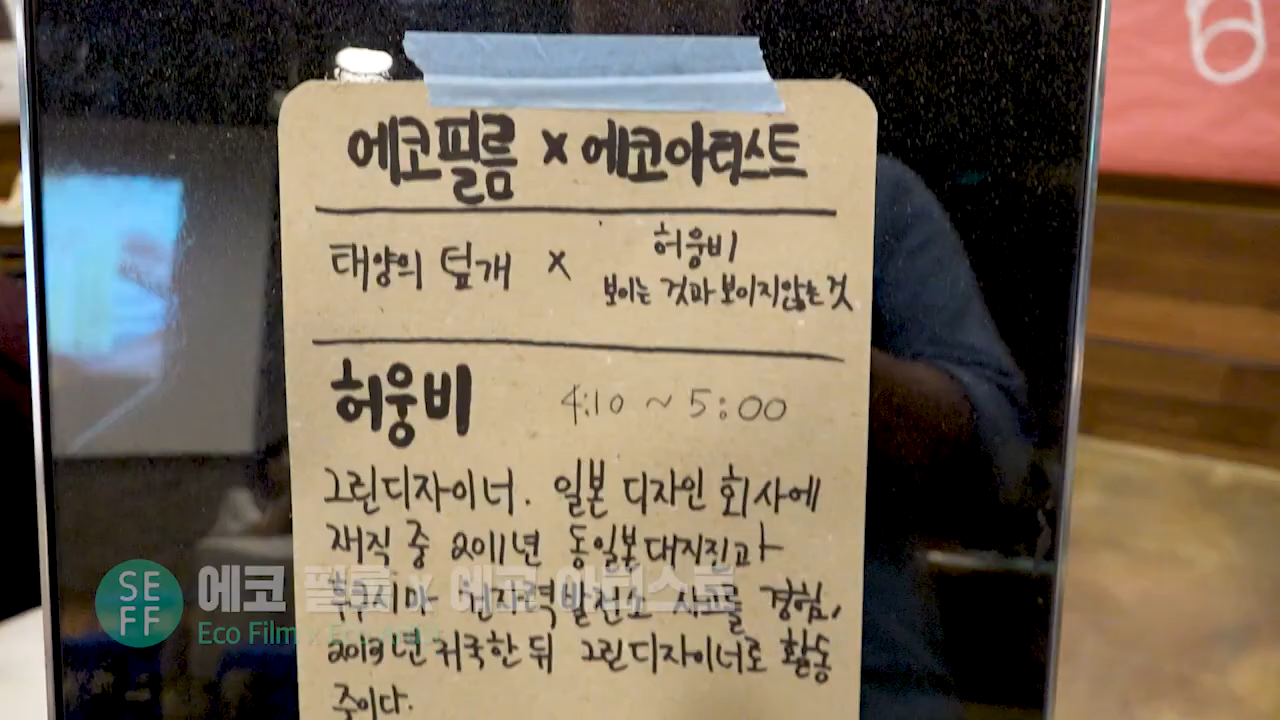 에코필름 x 에코아티스트
태양의 덮개 x 허웅비
보이는 것과 보이지않는 것
허웅비 4:10 ~ 5:00
그린디자이너. 일본 디자인 회사에
재직 중 2011년 동일본대지진과
후쿠시마 원자력발전소 사고를 경험,
2013년 귀국한 뒤 그린디자이너로 활동
중이다.
SE
FF
에코 필름 x 에코 아티스트
Eco Film x Eco Artist